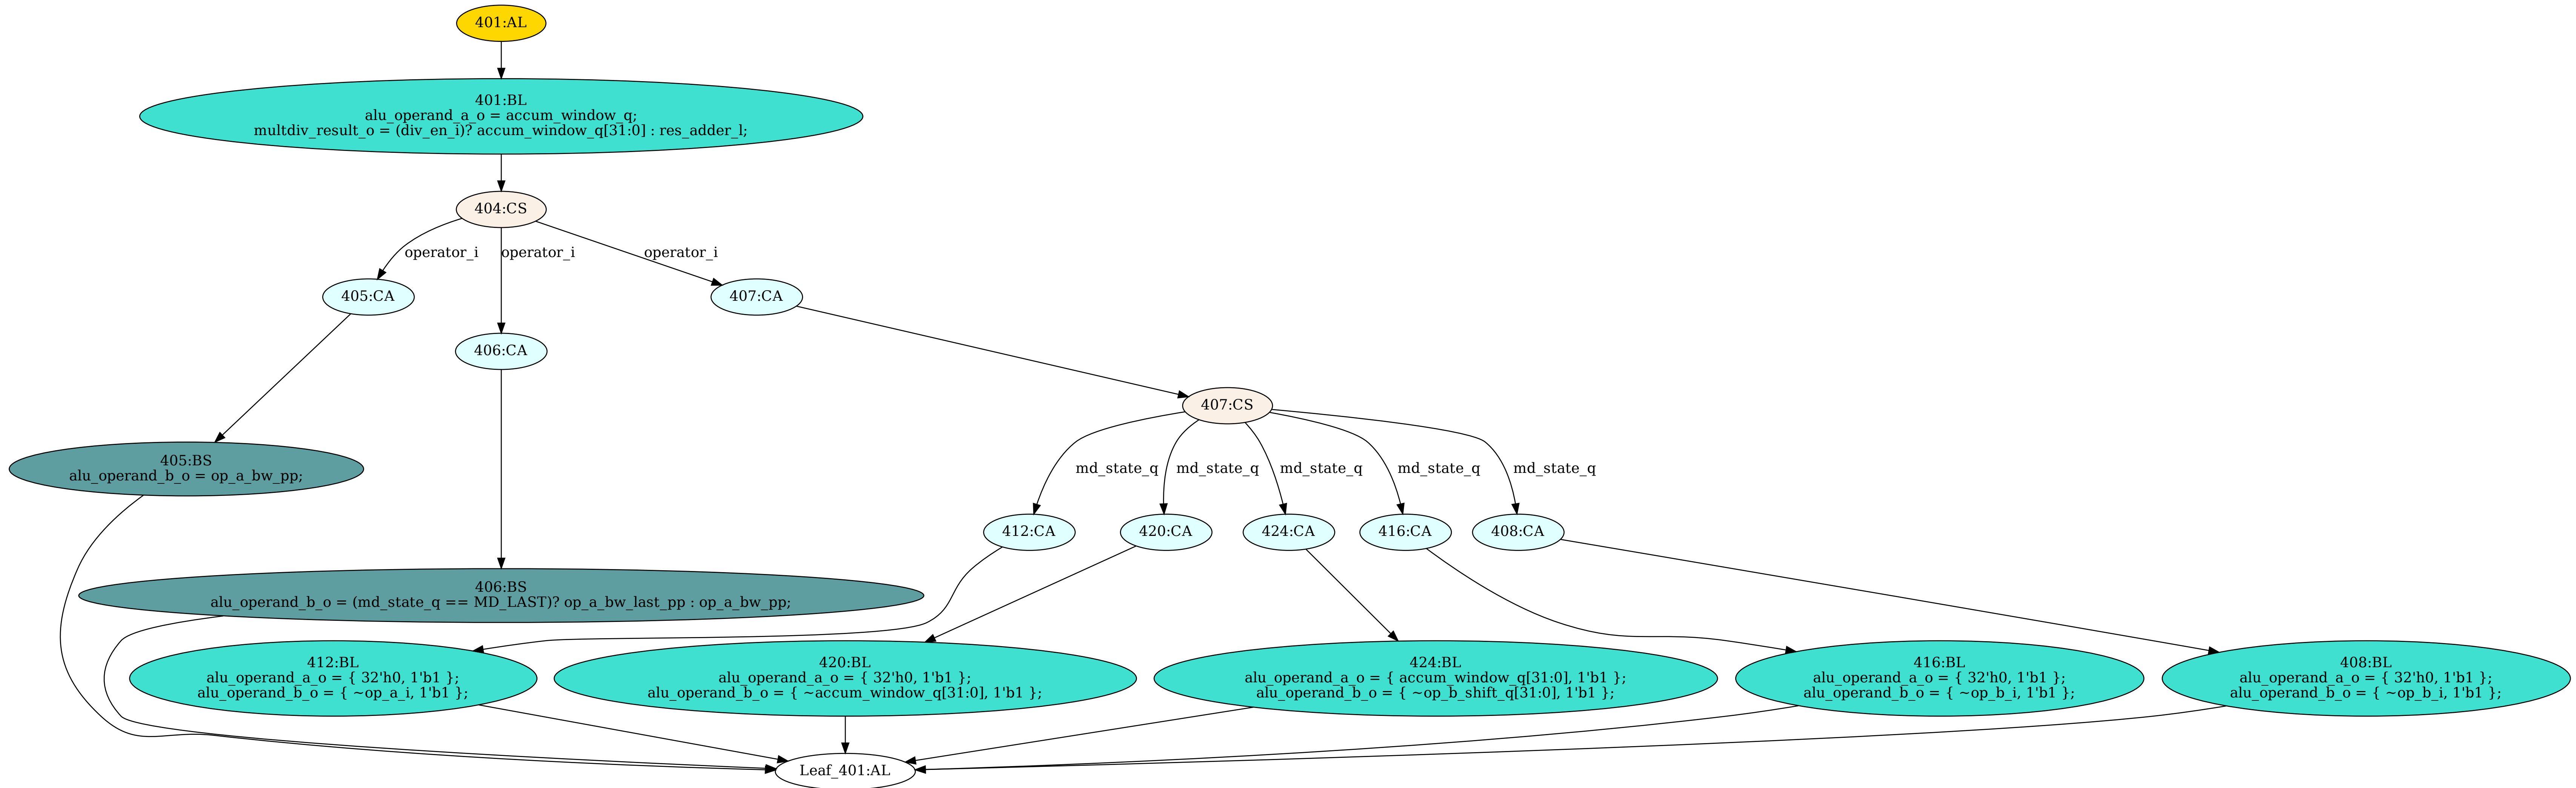 401:AL
401:BL
alu_operand_a_o = accum_window_q;
multdiv_result_o = (div_en_i)? accum_window_q[31:0] : res_adder_l;
404:CS
operator_i
operator_i
operator_i
405:CA
407:CA
406:CA
407:CS
405:BS
alu_operand_b_o = op_a_bw_pp;
md_state_q
md_state_q
md_state_q
md_state_q
md_state_q
412:CA
420:CA
424:CA
416:CA
408:CA
406:BS
alu_operand_b_o = (md_state_q == MD_LAST)? op_a_bw_last_pp : op_a_bw_pp;
412:BL
alu_operand_a_o = { 32'h0, 1'b1 };
alu_operand_b_o = { ~op_a_i, 1'b1 };
420:BL
alu_operand_a_o = { 32'h0, 1'b1 };
alu_operand_b_o = { ~accum_window_q[31:0], 1'b1 };
424:BL
alu_operand_a_o = { accum_window_q[31:0], 1'b1 };
alu_operand_b_o = { ~op_b_shift_q[31:0], 1'b1 };
416:BL
alu_operand_a_o = { 32'h0, 1'b1 };
alu_operand_b_o = { ~op_b_i, 1'b1 };
408:BL
alu_operand_a_o = { 32'h0, 1'b1 };
alu_operand_b_o = { ~op_b_i, 1'b1 };
Leaf_401:AL